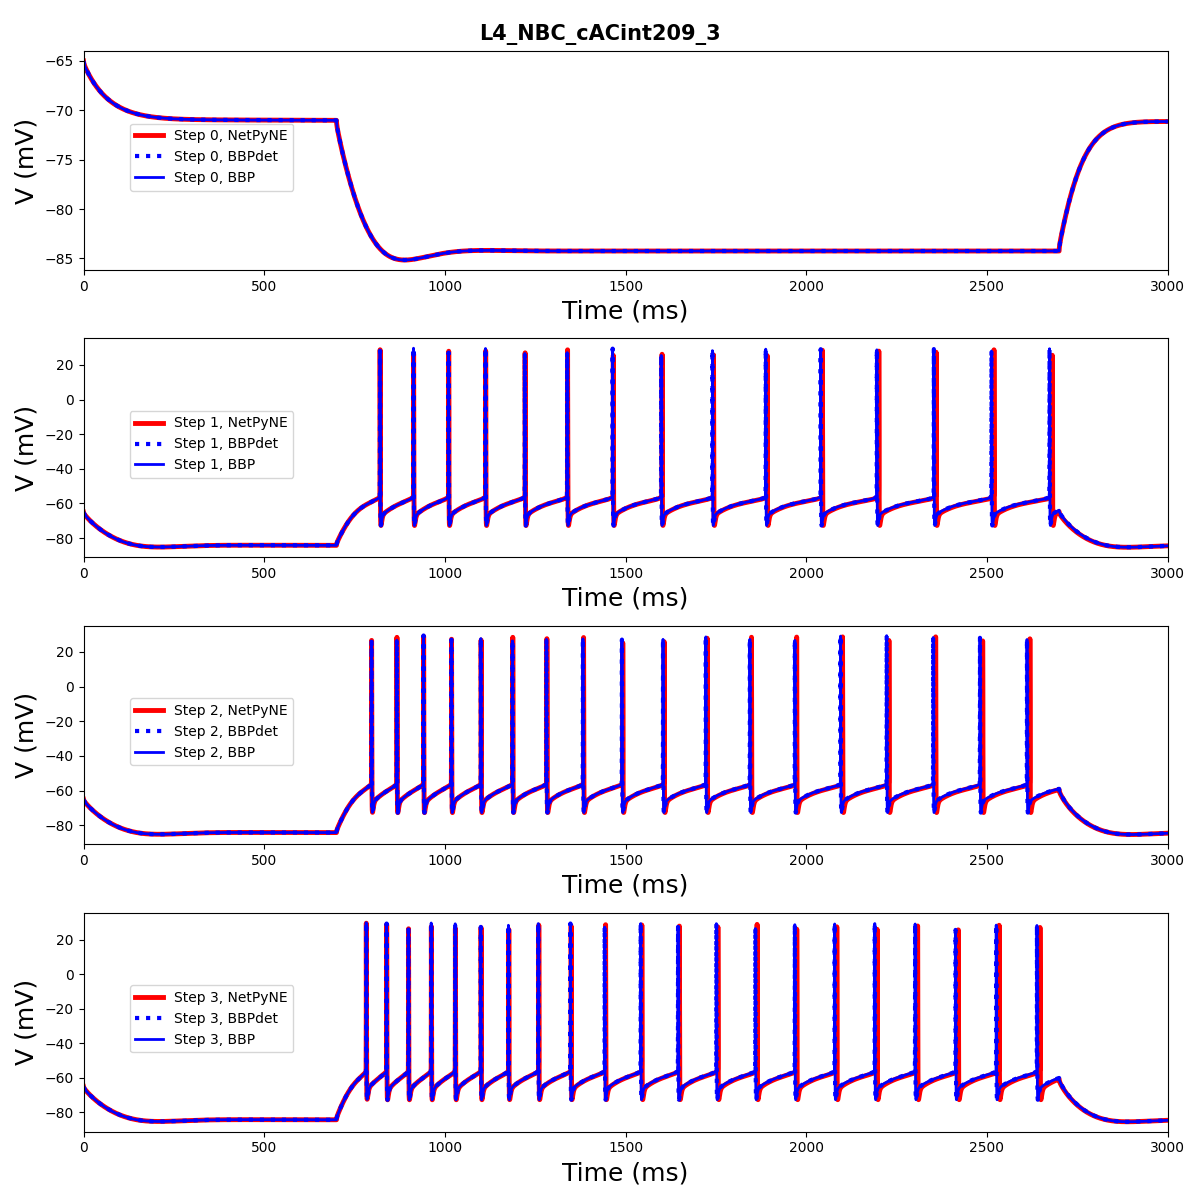 L4_NBC_cACint209_3
−65
−70
−75
−80
−85
V (mV)
Step 0, NetPyNE
Step 0, BBPdet
Step 0, BBP
0 500 1000 1500 2000 2500 3000
Time (ms)
20
0
−20
−40
−60
−80
V (mV)
Step 1, NetPyNE
Step 1, BBPdet
Step 1, BBP
0 500 1000 1500 2000 2500 3000
Time (ms)
20
0
−20
−40
−60
−80
V (mV)
Step 2, NetPyNE
Step 2, BBPdet
Step 2, BBP
0 500 1000 1500 2000 2500 3000
Time (ms)
20
0
−20
−40
−60
−80
V (mV)
Step 3, NetPyNE
Step 3, BBPdet
Step 3, BBP
0 500 1000 1500 2000 2500 3000
Time (ms)